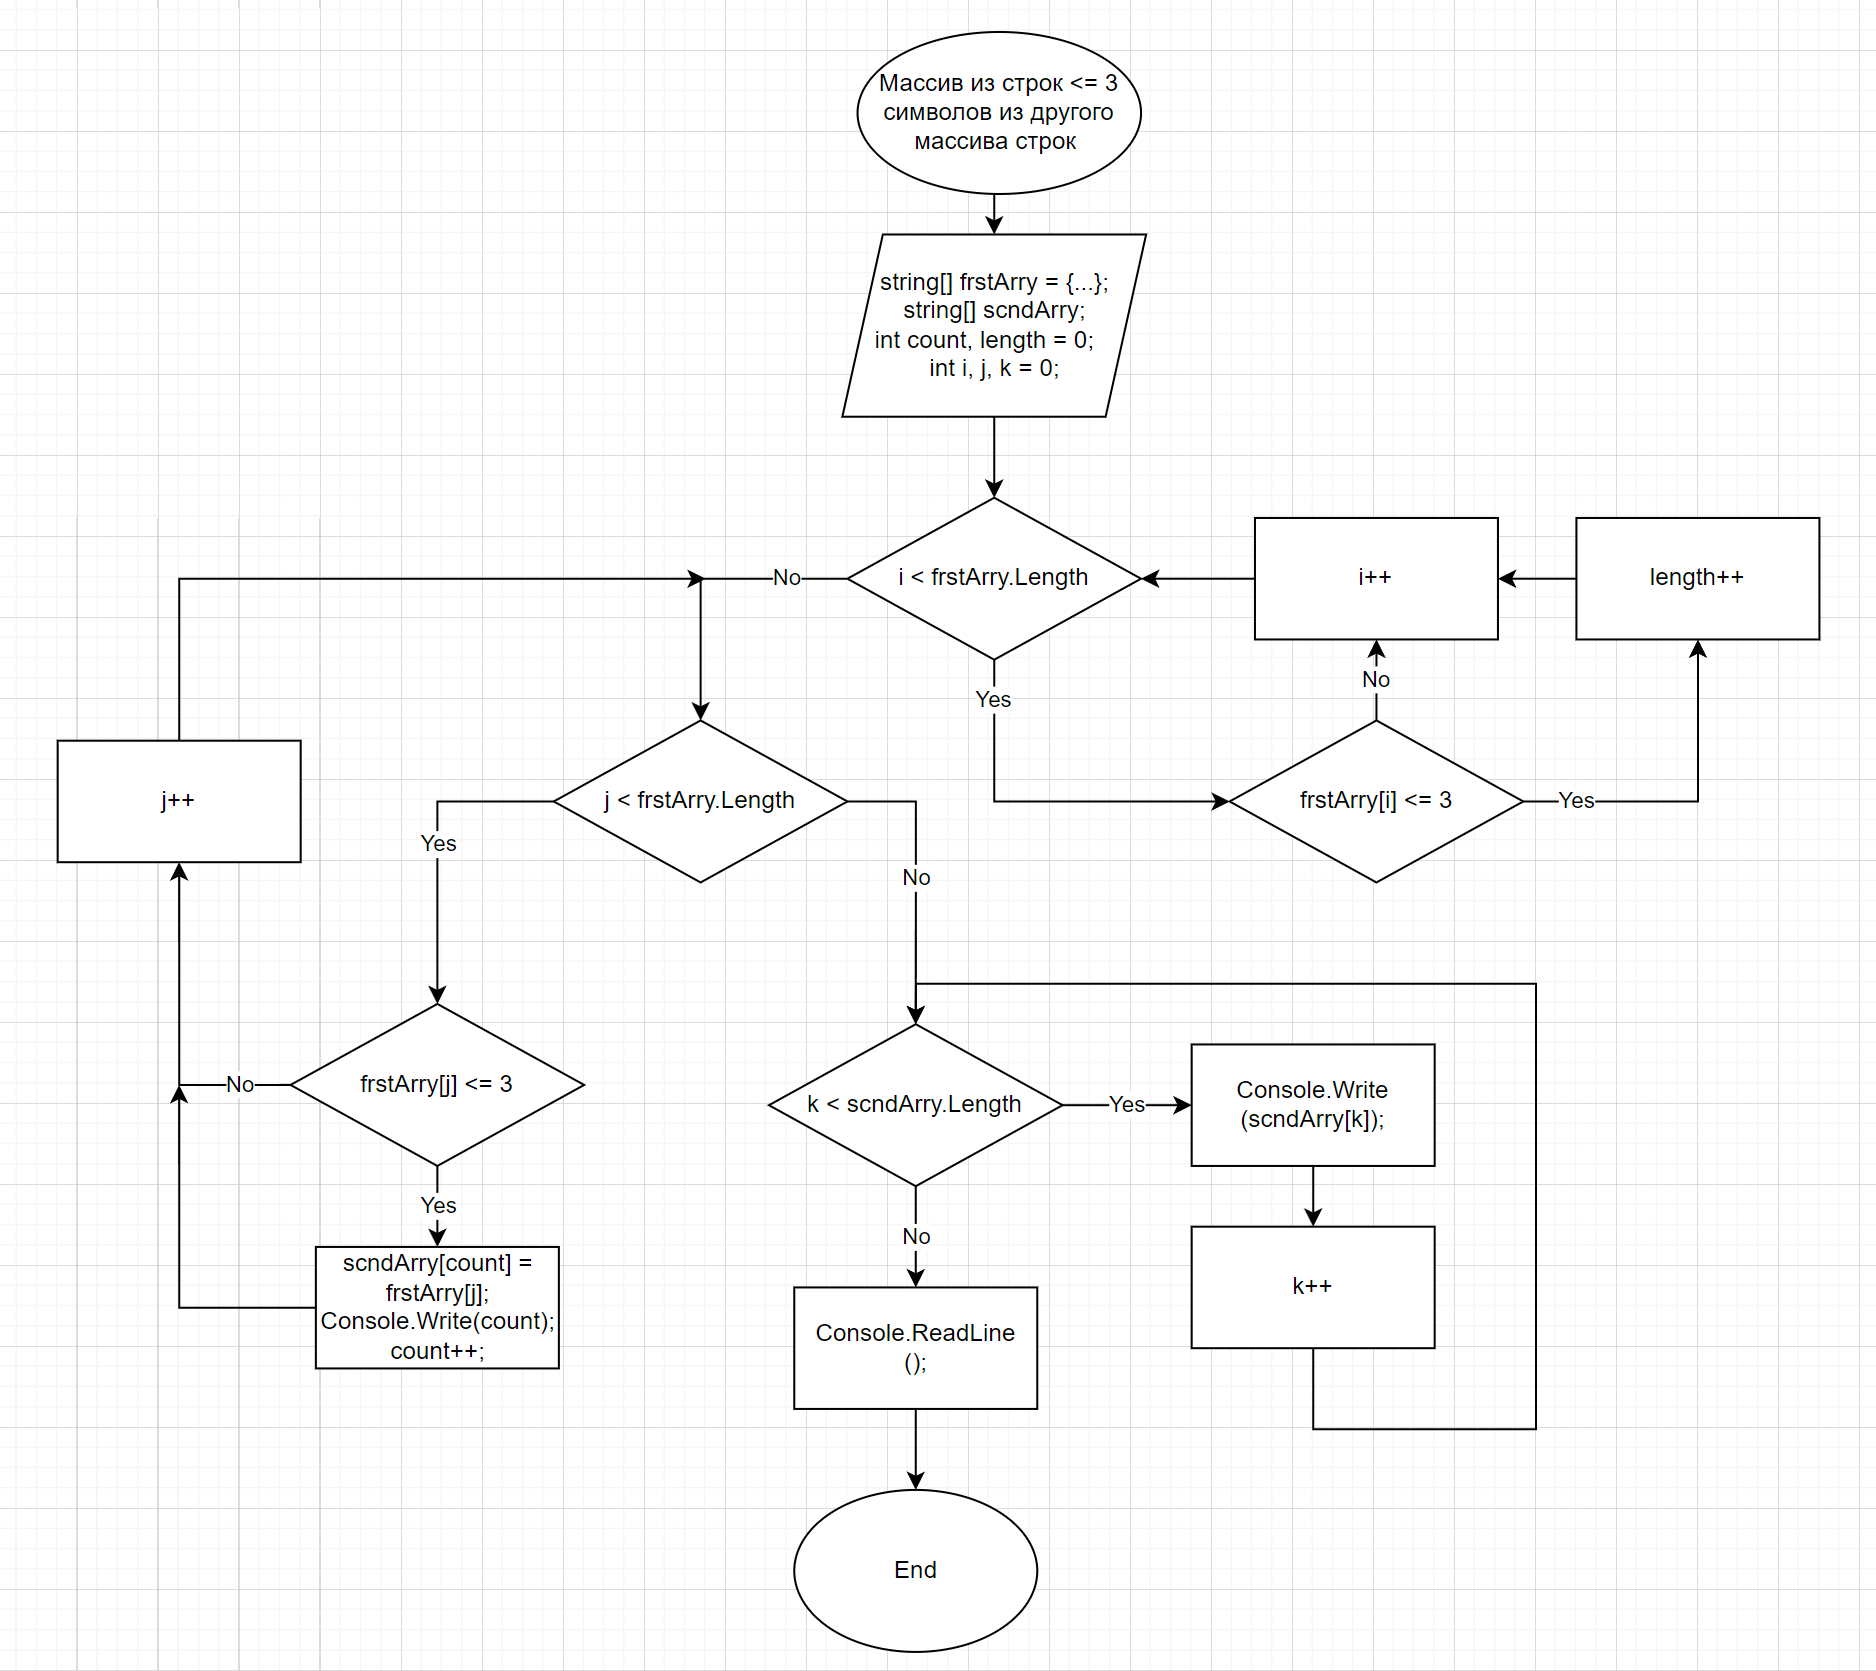 Массив из строк <= 3
символов из другого
массива строк
string[] frstArry = {...};
string[] scndArry;
int count, length = 0;
int i, j, k = 0;
No
i < frstArry.Length
i++
length++
Yes
No
j++
j < frstArry.Length
frstArry[i] <= 3
Yes
Yes
No
frstArry[j] <= 3
No
k < scndArry.Length
Yes
Console.Write
(scndArry[k]);
Yes
No
scndArry[count] =
frstArry[j];
Console.Write(count);
count++;
k++
Console.ReadLine
();
End